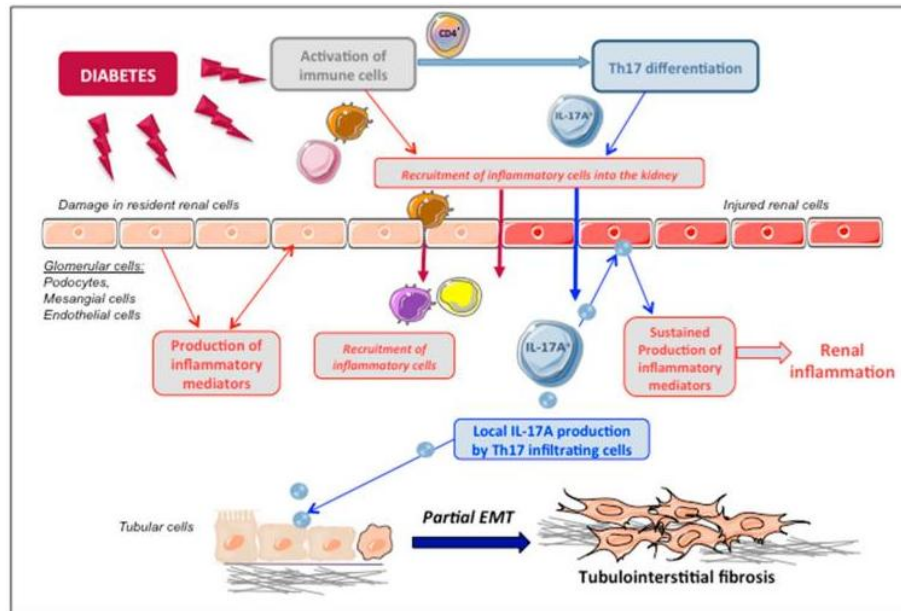 DIABETES
Activation of
immune cells
CD4⁺
Th17 differentiation
IL-17A⁺
Recruitment of inflammatory cells into the kidney
Damage in resident renal cells
Injured renal cells
Glomerular cells:
Podocytes,
Mesangial cells
Endothelial cells
Production of
inflammatory
mediators
Recruitment of
inflammatory cells
IL-17A⁺
Sustained
Production of
inflammatory
mediators
Renal
inflammation
Local IL-17A production
by Th17 infiltrating cells
Tubular cells
Partial EMT
Tubulointerstitial fibrosis